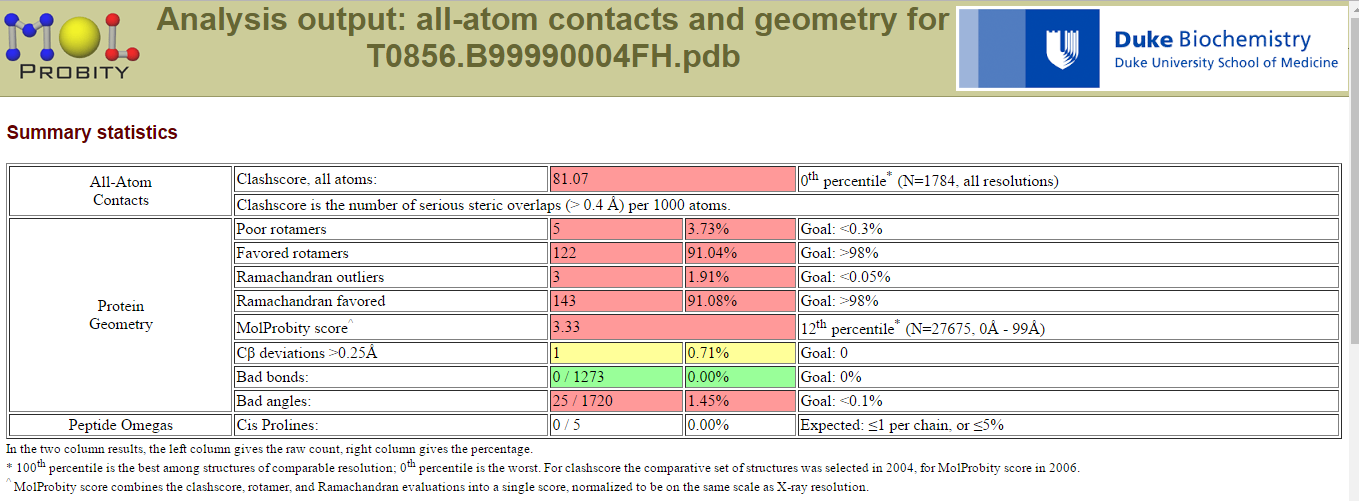 MOL
PROBITY
Analysis output: all-atom contacts and geometry for
T0856.B99990004FH.pdb
Duke Biochemistry
Duke University School of Medicine
Summary statistics
All-Atom
Contacts
Clashscore, all atoms: 81.07 0th percentile* (N=1784, all resolutions)
Clashscore is the number of serious steric overlaps (> 0.4 Å) per 1000 atoms.
Protein
Geometry
Poor rotamers 5 3.73% Goal: <0.3%
Favored rotamers 122 91.04% Goal: >98%
Ramachandran outliers 3 1.91% Goal: <0.05%
Ramachandran favored 143 91.08% Goal: >98%
MolProbity score^ 3.33 12th percentile* (N=27675, 0Å - 99Å)
Cβ deviations >0.25Å 1 0.71% Goal: 0
Bad bonds: 0 / 1273 0.00% Goal: 0%
Bad angles: 25 / 1720 1.45% Goal: <0.1%
Peptide Omegas Cis Prolines: 0 / 5 0.00% Expected: ≤1 per chain, or ≤5%
In the two column results, the left column gives the raw count, right column gives the percentage.
* 100th percentile is the best among structures of comparable resolution; 0th percentile is the worst. For clashscore the comparative set of structures was selected in 2004, for MolProbity score in 2006.
^ MolProbity score combines the clashscore, rotamer, and Ramachandran evaluations into a single score, normalized to be on the same scale as X-ray resolution.